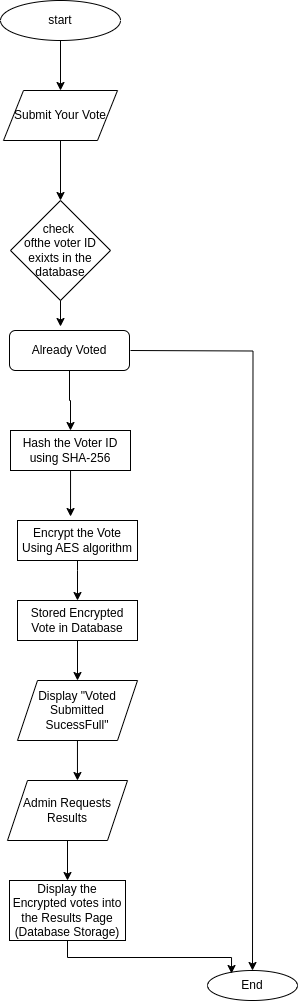 start
Submit Your Vote
check
ofthe voter ID
exixts in the
database
Already Voted
Hash the Voter ID
using SHA-256
Encrypt the Vote
Using AES algorithm
Stored Encrypted
Vote in Database
Display "Voted
Submitted
SucessFull"
Admin Requests
Results
Display the
Encrypted votes into
the Results Page
(Database Storage)
End